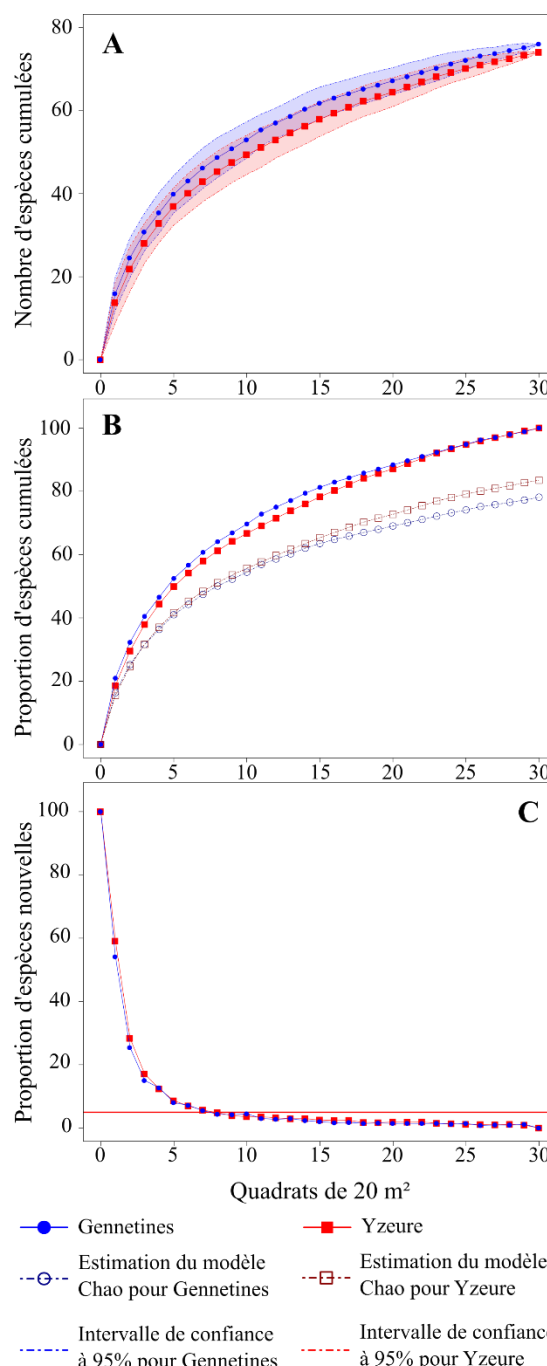 A
Nombre d'espèces cumulées
80
60
40
20
0
0 5 10 15 20 25 30
B
Proportion d'espèces cumulées
100
80
60
40
20
0
0 5 10 15 20 25 30
C
Proportion d'espèces nouvelles
100
80
60
40
20
0
0 5 10 15 20 25 30
Quadrats de 20 m²
Gennetines
Yzeure
Estimation du modèle
Chao pour Gennetines
Estimation du modèle
Chao pour Yzeure
Intervalle de confiance
à 95% pour Gennetines
Intervalle de confiance
à 95% pour Yzeure